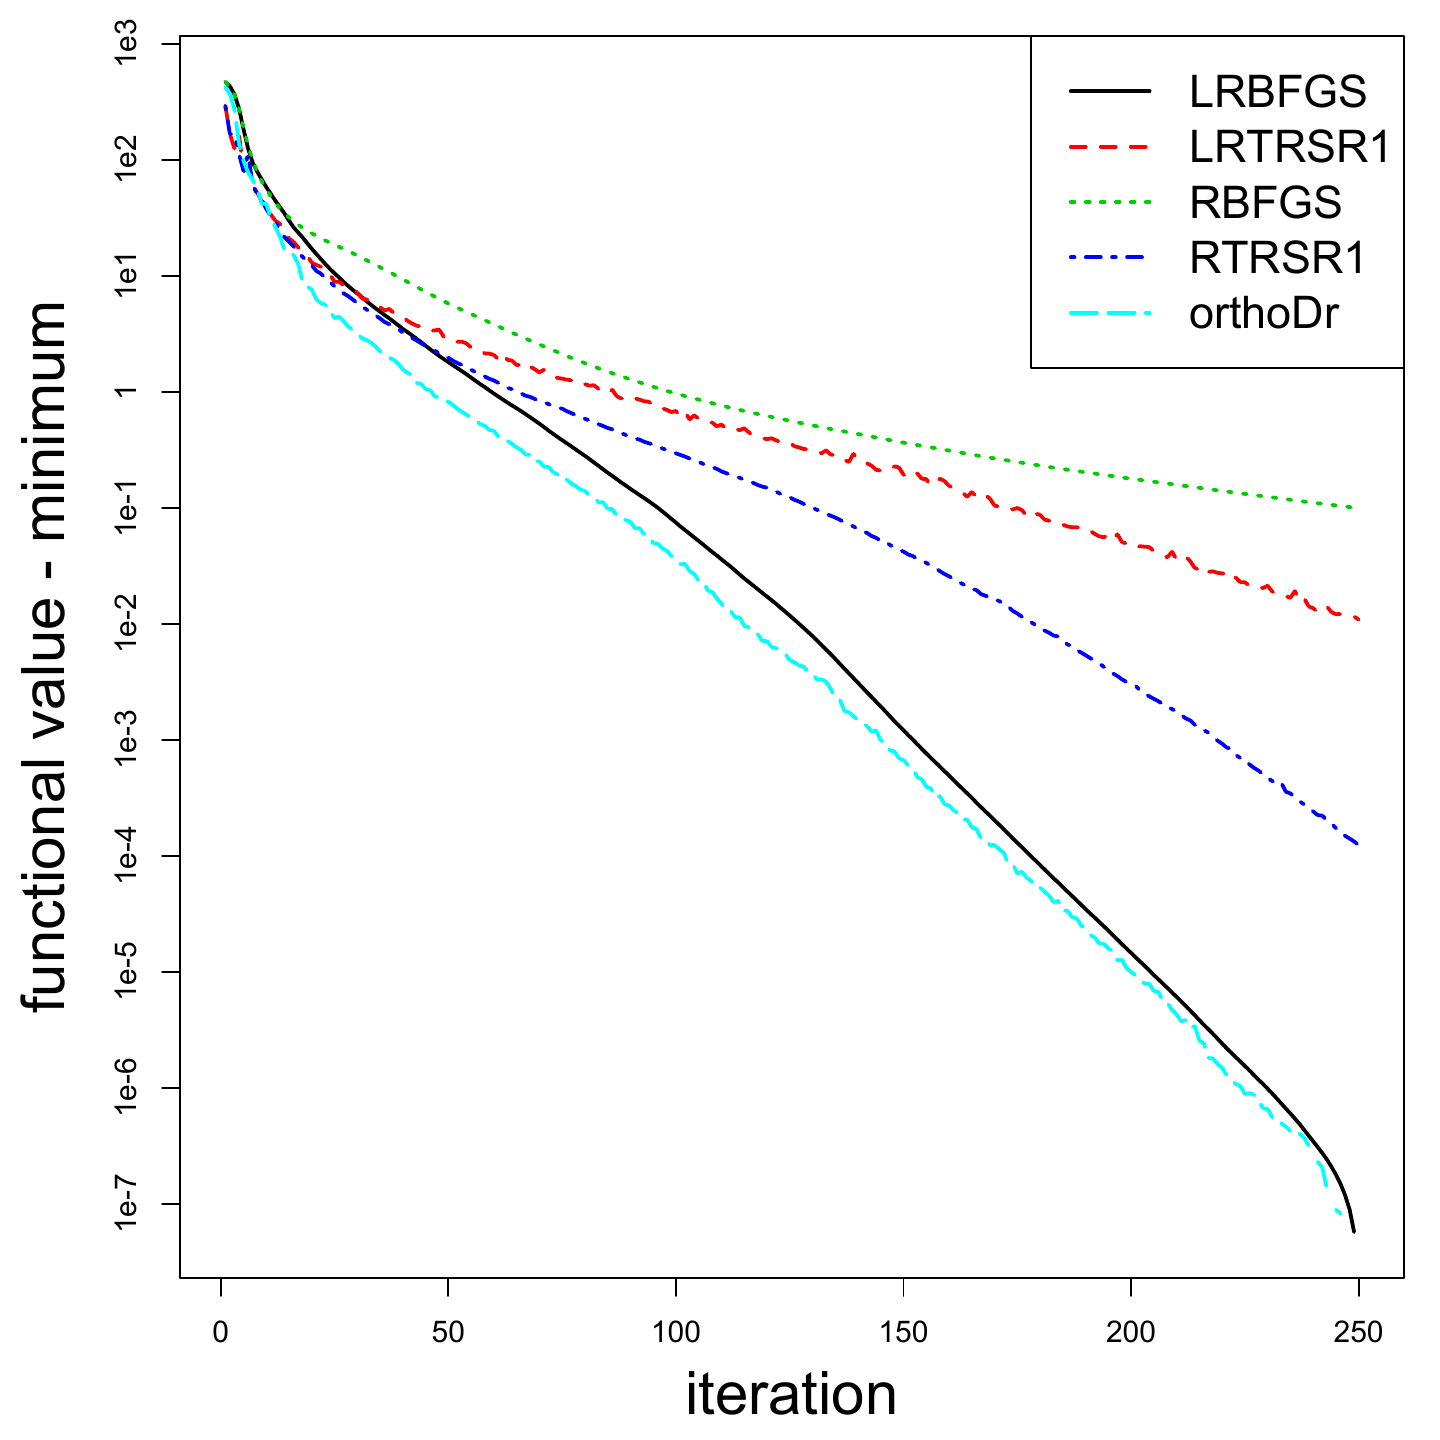 1e3
1e2
1e1
1
1e-1
1e-2
1e-3
1e-4
1e-5
1e-6
1e-7
functional value - minimum
LRBFGS
LRTRSR1
RBFGS
RTRSR1
orthoDr
0 50 100 150 200 250
iteration